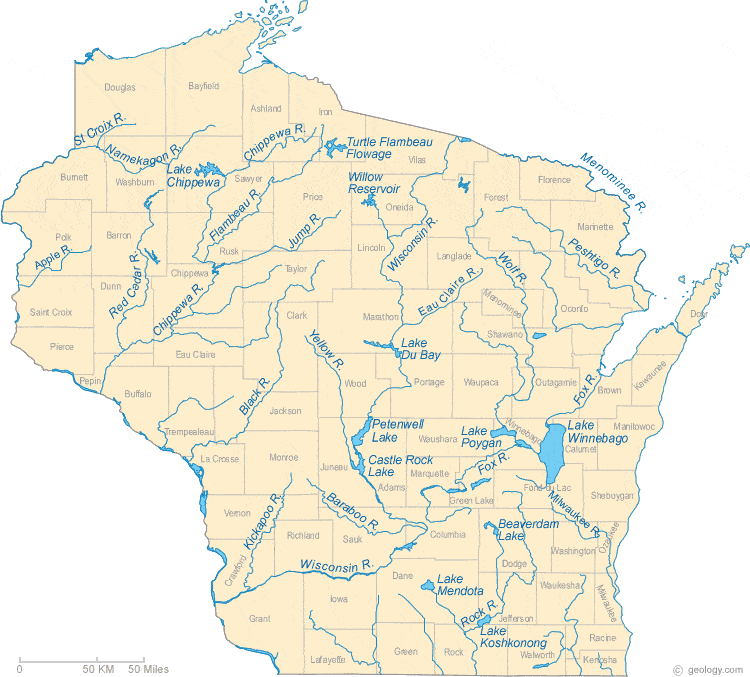 Douglas
Bayfield
Ashland
Iron
St Croix R.
Namekagon R.
Chippewa R.
Turtle Flambeau
Flowage
Vilas
Menominee R.
Burnett
Washburn
Lake
Chippewa
Sawyer
Willow
Reservoir
Florence
Price
Oneida
Forest
Marinette
Polk
Barron
Flambeau R.
Jump R.
Wisconsin R.
Apple R.
Rusk
Lincoln
Langlade
Wolf R.
Peshtigo R.
Red Cedar R.
Chippewa
Taylor
Dunn
Chippewa R.
Eau Claire R.
Menominee
Oconto
Saint Croix
Clark
Marathon
Shawano
Door
Pierce
Eau Claire
Yellow R.
Lake
Du Bay
Pepin
Buffalo
Black R.
Wood
Portage
Waupaca
Outagamie
Fox R.
Brown
Kewaunee
Trempealeau
Jackson
Petenwell
Lake
Waushara
Lake
Poygan
Winnebago
Lake
Winnebago
Calumet
Manitowoc
La Crosse
Monroe
Juneau
Castle Rock
Lake
Adams
Marquette
Fox R.
Green Lake
Fond du Lac
Sheboygan
Vernon
Kickapoo R.
Baraboo R.
Milwaukee R.
Richland
Sauk
Columbia
Beaverdam
Lake
Dodge
Washington
Ozaukee
Crawford
Wisconsin R.
Dane
Lake
Mendota
Waukesha
Milwaukee
Grant
Iowa
Rock R.
Jefferson
Lake
Koshkonong
Racine
Lafayette
Green
Rock
Walworth
Kenosha
0 50 KM 50 Miles
© geology.com